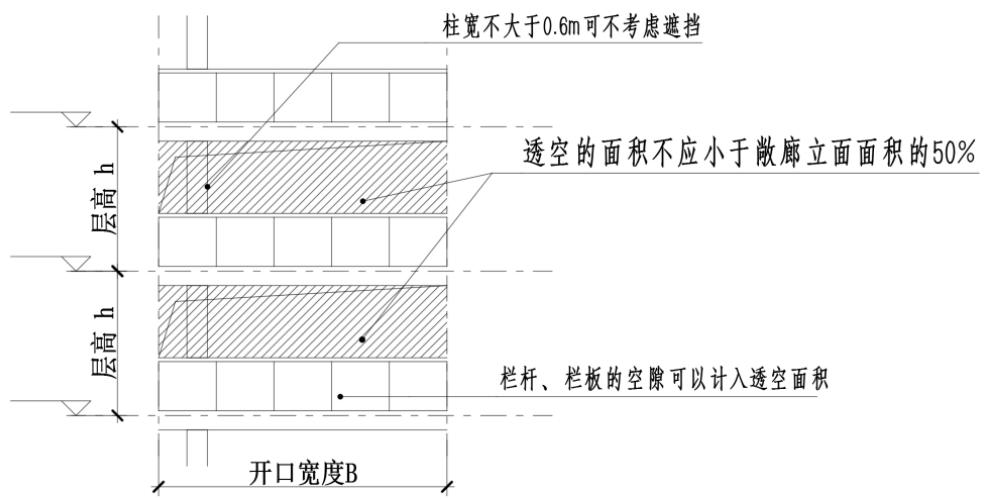 柱宽不大于0.6m可不考虑遮挡
透空的面积不应小于敞廊立面面积的50%
层高 h
层高 h
栏杆、栏板的空隙可以计入透空面积
开口宽度B